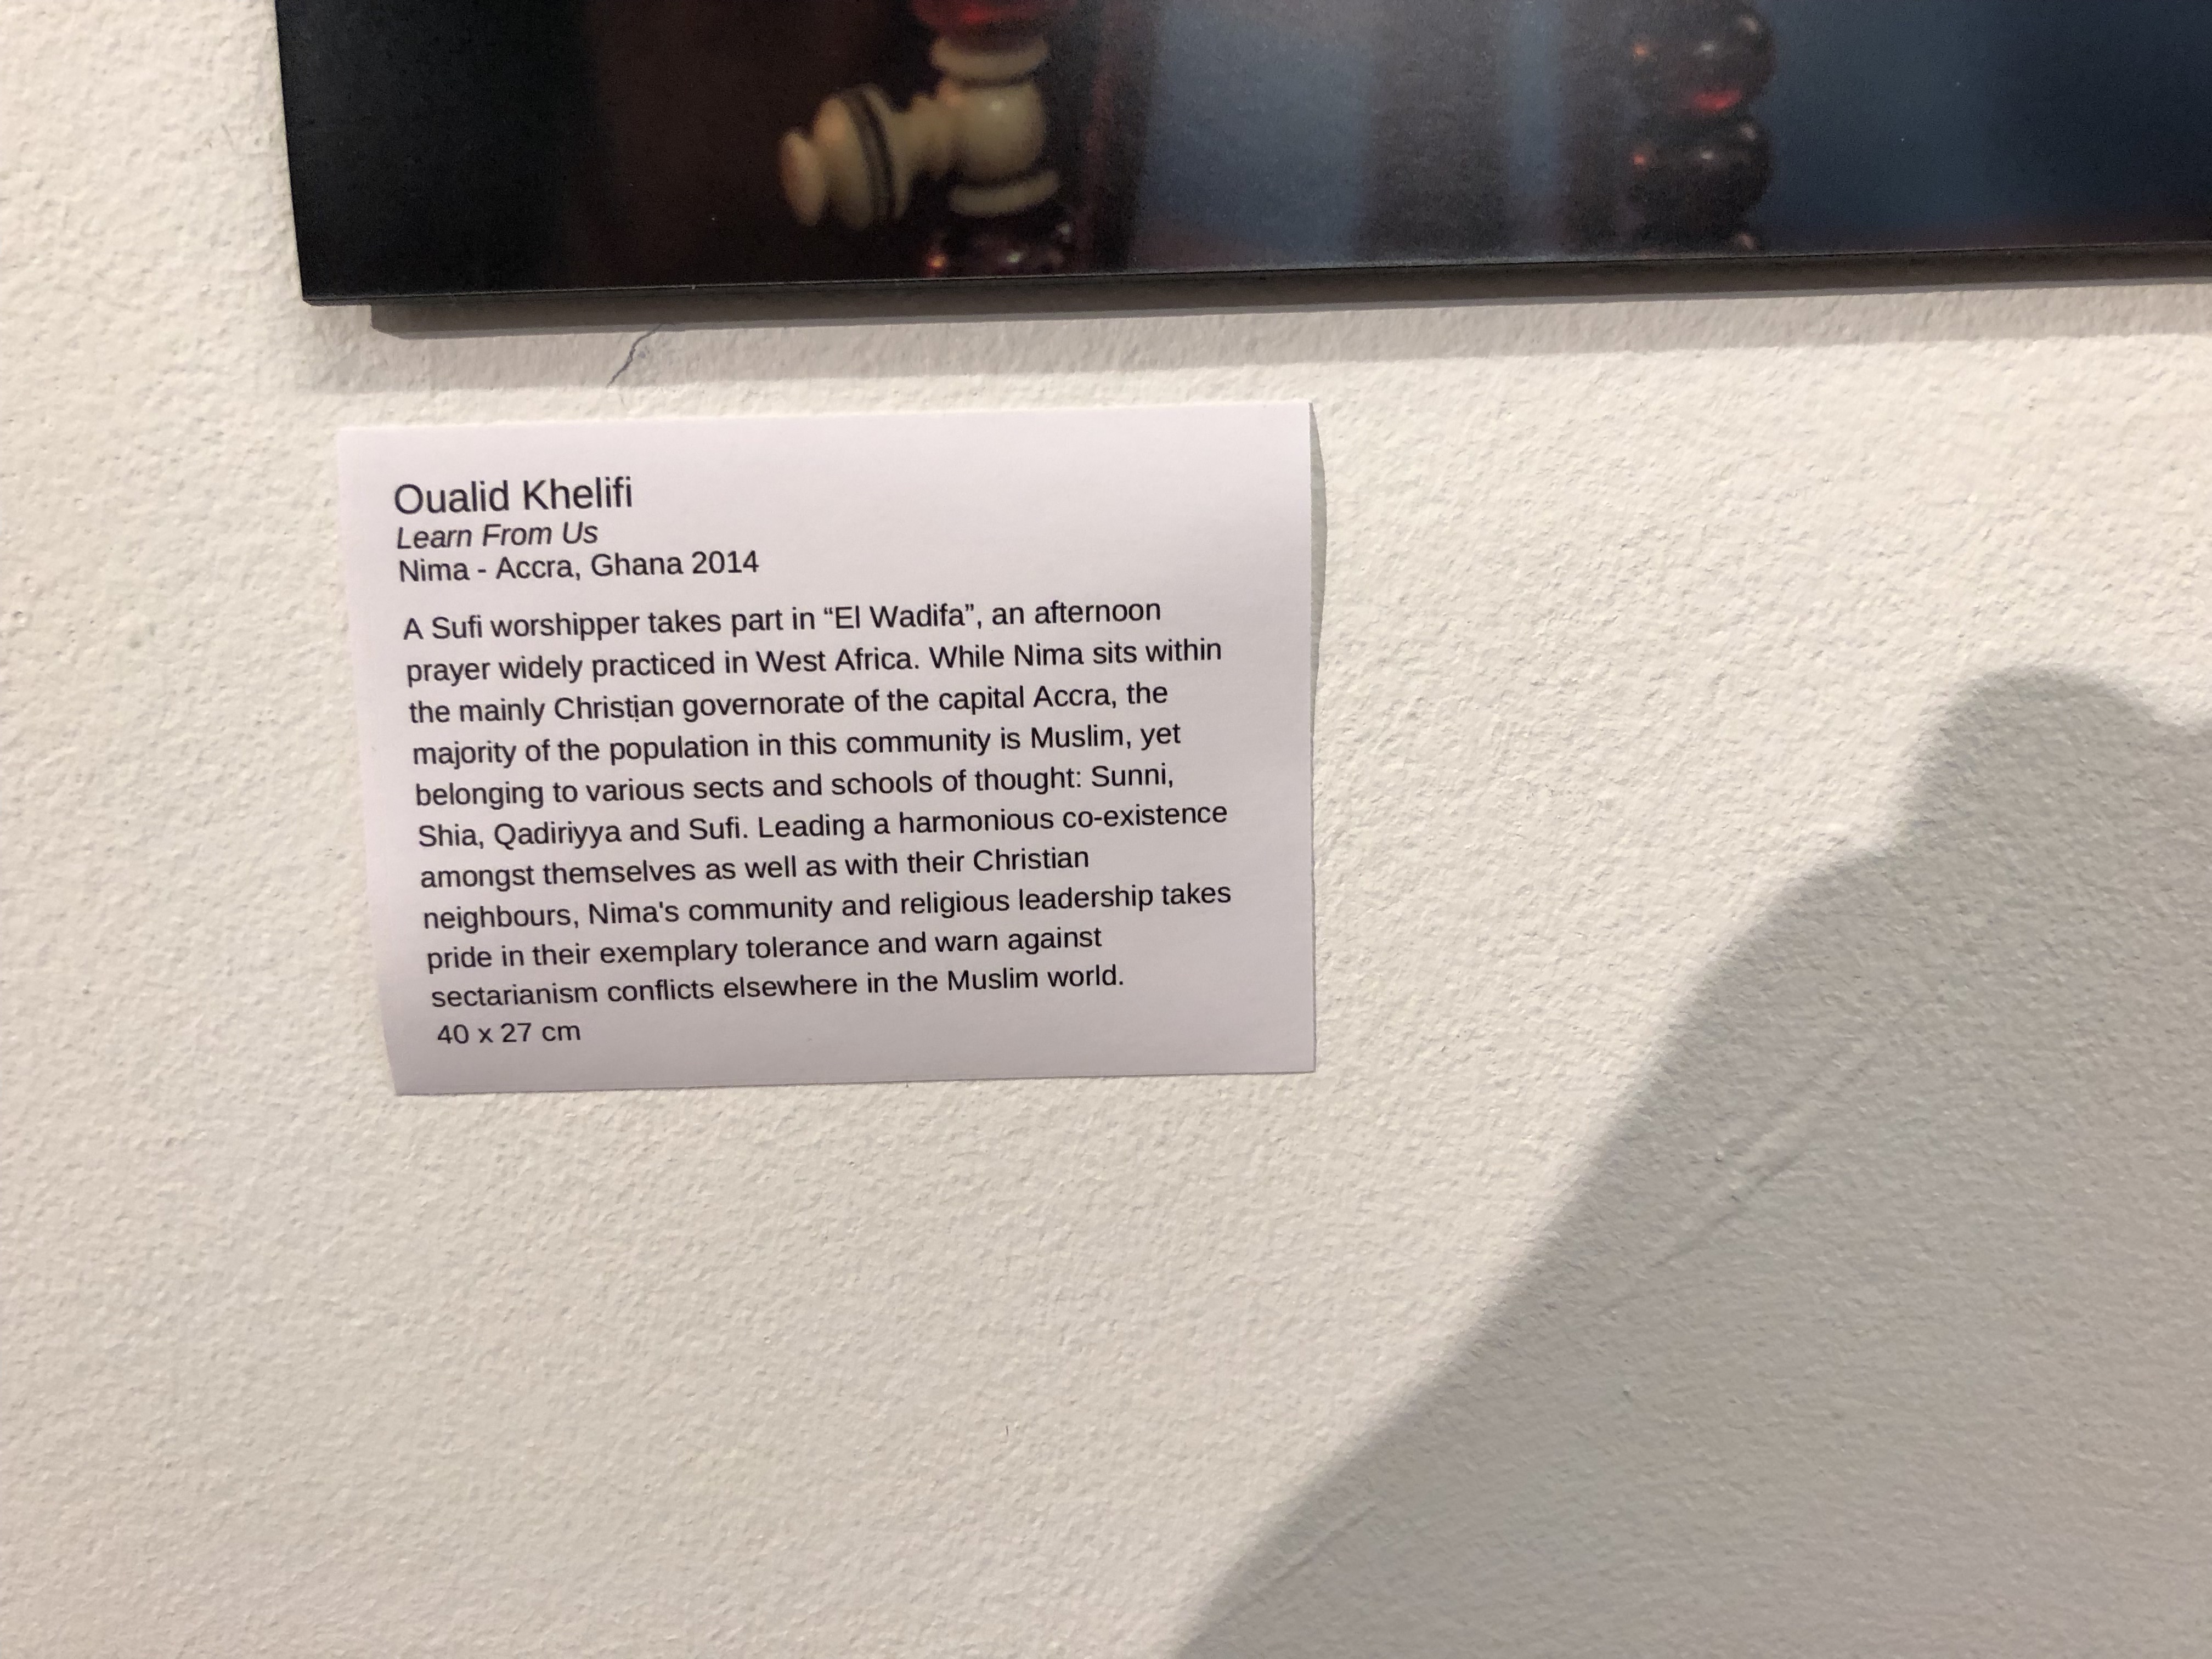 Oualid Khelifi
Learn From Us
Nima - Accra, Ghana 2014
A Sufi worshipper takes part in “El Wadifa”, an afternoon
prayer widely practiced in West Africa. While Nima sits within
the mainly Christian governorate of the capital Accra, the
majority of the population in this community is Muslim, yet
belonging to various sects and schools of thought: Sunni,
Shia, Qadiriyya and Sufi. Leading a harmonious co-existence
amongst themselves as well as with their Christian
neighbours, Nima's community and religious leadership takes
pride in their exemplary tolerance and warn against
sectarianism conflicts elsewhere in the Muslim world.
40 x 27 cm